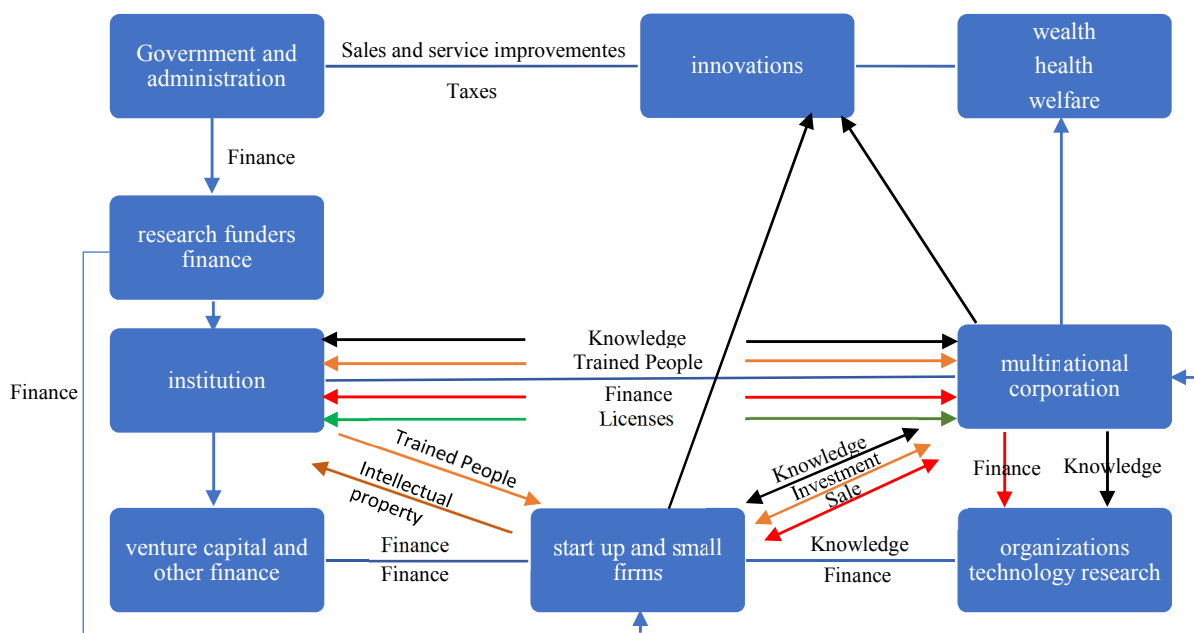 Government and
administration
Sales and service improvementes
Taxes
innovations
wealth
health
welfare
Finance
research funders
finance
Finance
institution
Knowledge
Trained People
Finance
Licenses
multinational
corporation
Trained People
Intellectual
property
Knowledge
Investment
Sale
Finance
Knowledge
venture capital and
other finance
Finance
Finance
start up and small
firms
Knowledge
Finance
organizations
technology research